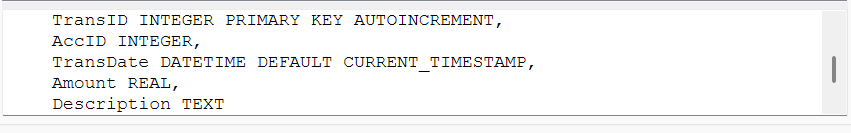 TransID INTEGER PRIMARY KEY AUTOINCREMENT,
AccID INTEGER,
TransDate DATETIME DEFAULT CURRENT_TIMESTAMP,
Amount REAL,
Description TEXT